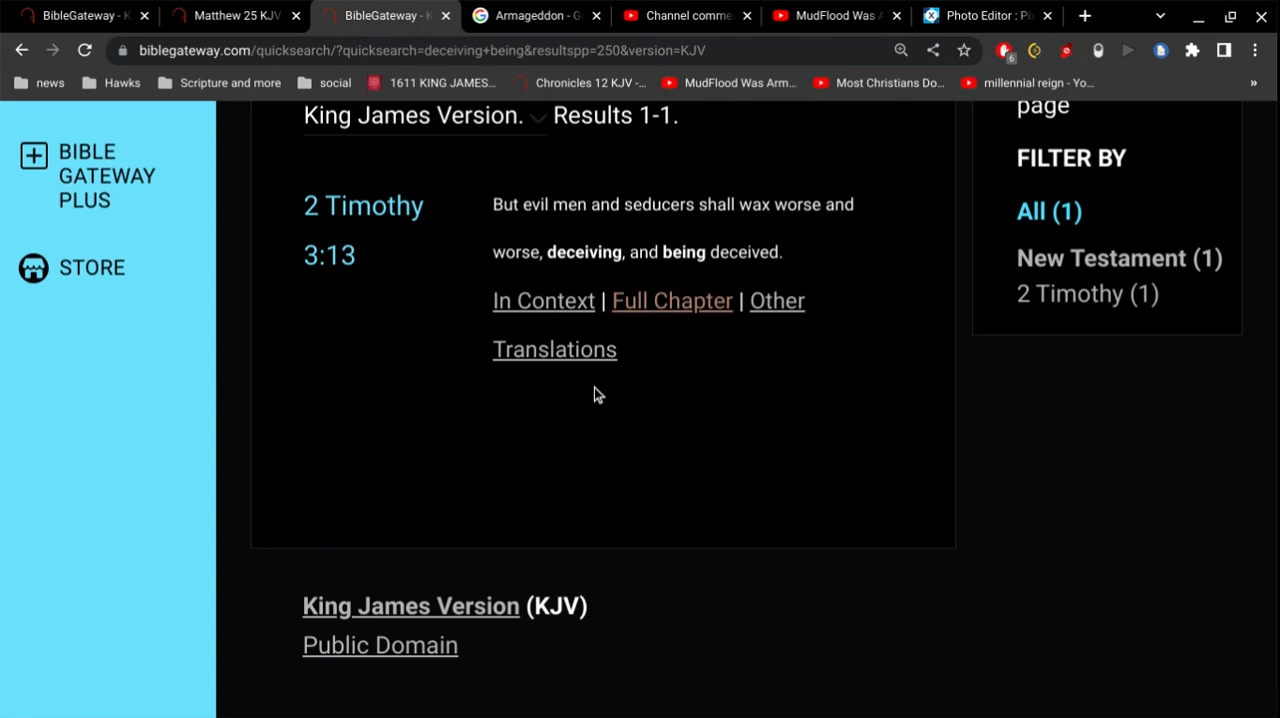 BibleGateway - K
Matthew 25 KJV
BibleGateway - K
Armageddon - G
Channel comme
MudFlood Was A
Photo Editor : Pi
biblegateway.com/quicksearch/?quicksearch=deceiving+being&resultspp=250&version=KJV
6
news
Hawks
Scripture and more
social
1611 KING JAMES...
Chronicles 12 KJV -...
MudFlood Was Arm...
Most Christians Do...
millennial reign - Yo...
»
BIBLE
GATEWAY
PLUS
STORE
King James Version. Results 1-1.
2 Timothy
3:13
But evil men and seducers shall wax worse and
worse, deceiving, and being deceived.
In Context | Full Chapter | Other
Translations
King James Version (KJV)
Public Domain
page
FILTER BY
All (1)
New Testament (1)
2 Timothy (1)